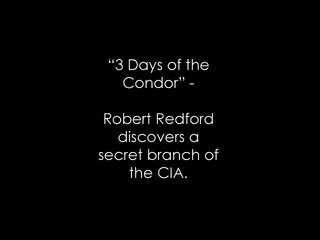 “3 Days of the
Condor” -
Robert Redford
discovers a
secret branch of
the CIA.